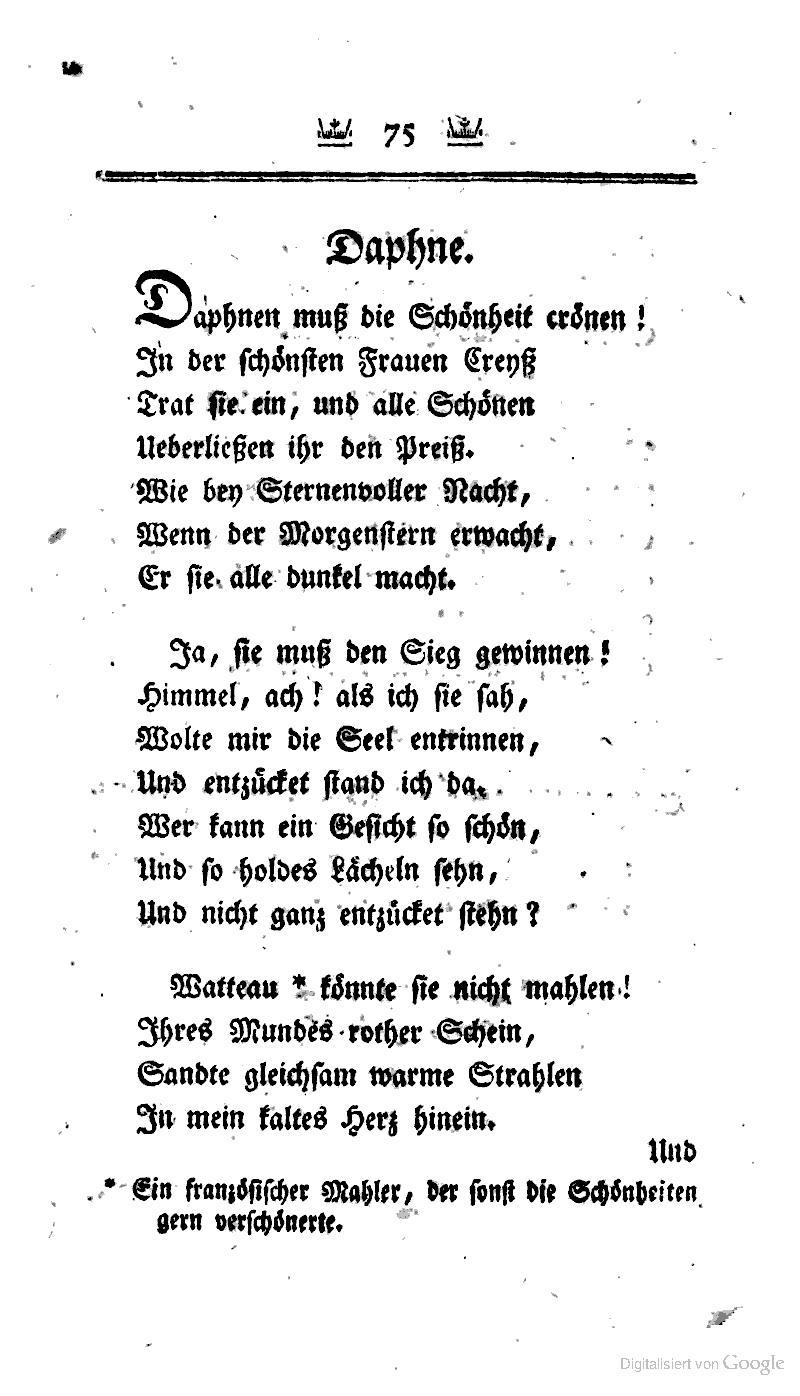 75
Daphne.
Daphnen muß die Schönheit crönen!
In der schönsten Frauen Creyß
Trat sie ein, und alle Schönen
Ueberließen ihr den Preiß.
Wie bey Sternenvoller Nacht,
Wenn der Morgenstern erwacht,
Er sie alle dunkel macht.
Ja, sie muß den Sieg gewinnen!
Himmel, ach! als ich sie sah,
Wolte mir die Seel entrinnen,
Und entzücket stand ich da.
Wer kann ein Gesicht so schön,
Und so holdes Lächeln sehn,
Und nicht ganz entzücket stehn?
Watteau * könnte sie nicht mahlen!
Ihres Mundes rother Schein,
Sandte gleichsam warme Strahlen
In mein kaltes Herz hinein.
Und
* Ein französischer Mahler, der sonst die Schönheiten
gern verschönerte.
Digitalisiert von Google